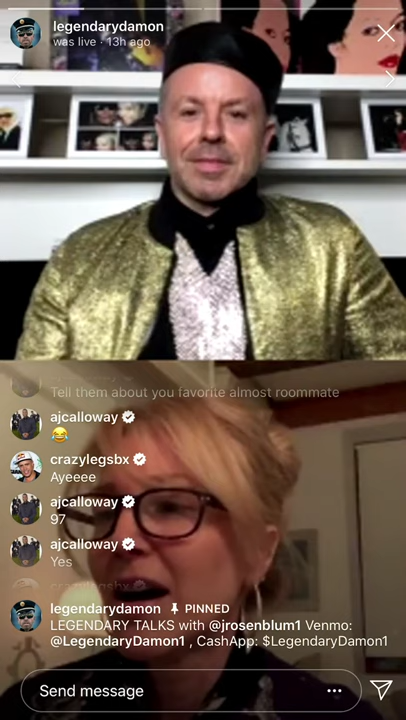 legendarydamon
was live · 13h ago
Tell them about you favorite almost roommate
ajcalloway
😂
crazylegsbx
Ayeeee
ajcalloway
97
ajcalloway
Yes
crazylegsbx
legendarydamon PINNED
LEGENDARY TALKS with @jrosenblum1 Venmo:
@LegendaryDamon1 , CashApp: $LegendaryDamon1
Send message